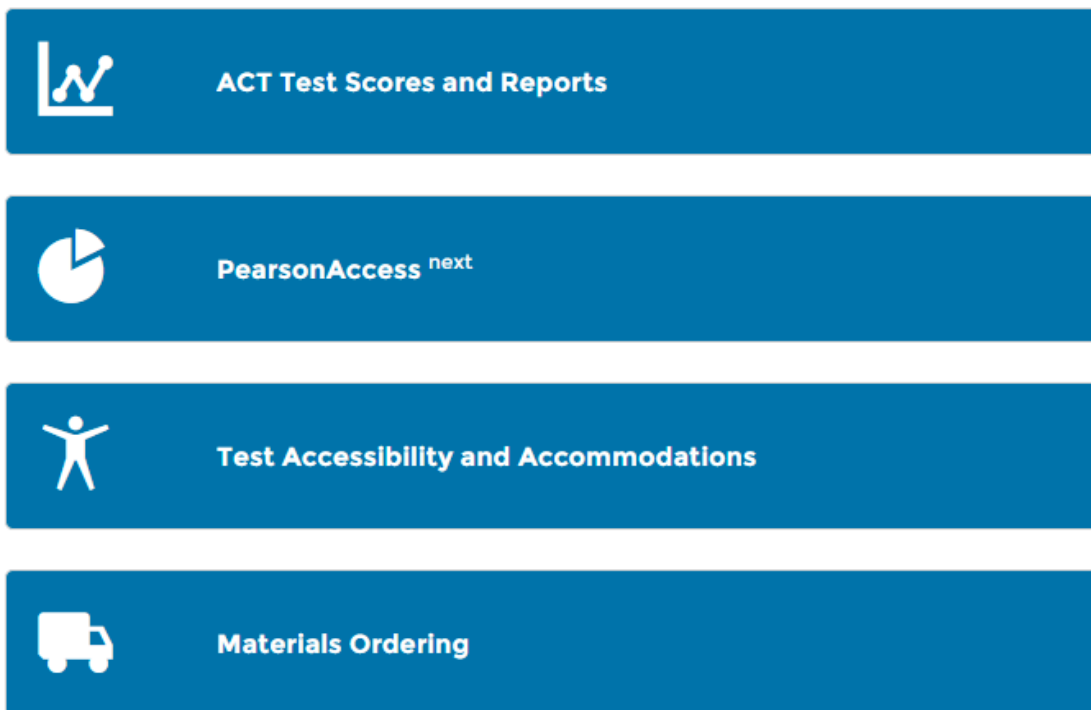 ACT Test Scores and Reports
PearsonAccess next
Test Accessibility and Accommodations
Materials Ordering